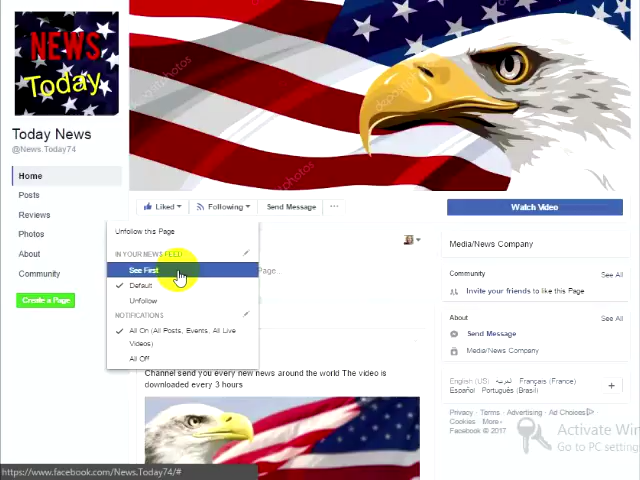 NEWS
Today
depositphotos
depositphotos
Today News
@News.Today74
Home
Posts
Reviews
Photos
About
Community
Create a Page
Liked
Following
Send Message
...
Watch Video
Unfollow this Page
IN YOUR NEWS FEED
See First
Default
Unfollow
NOTIFICATIONS
All On (All Posts, Events, All Live
Videos)
All Off
Page..
Channel send you every new news around the world The video is
downloaded every 3 hours
Media/News Company
Community
See All
Invite your friends to like this Page
About
See All
Send Message
Media/News Company
English (US) · العربية · Français (France) ·
Español · Português (Brasil)
Privacy · Terms · Advertising · Ad Choices
Cookies · More
Facebook © 2017
Activate Win
Go to PC setting
https://www.facebook.com/News.Today74/#